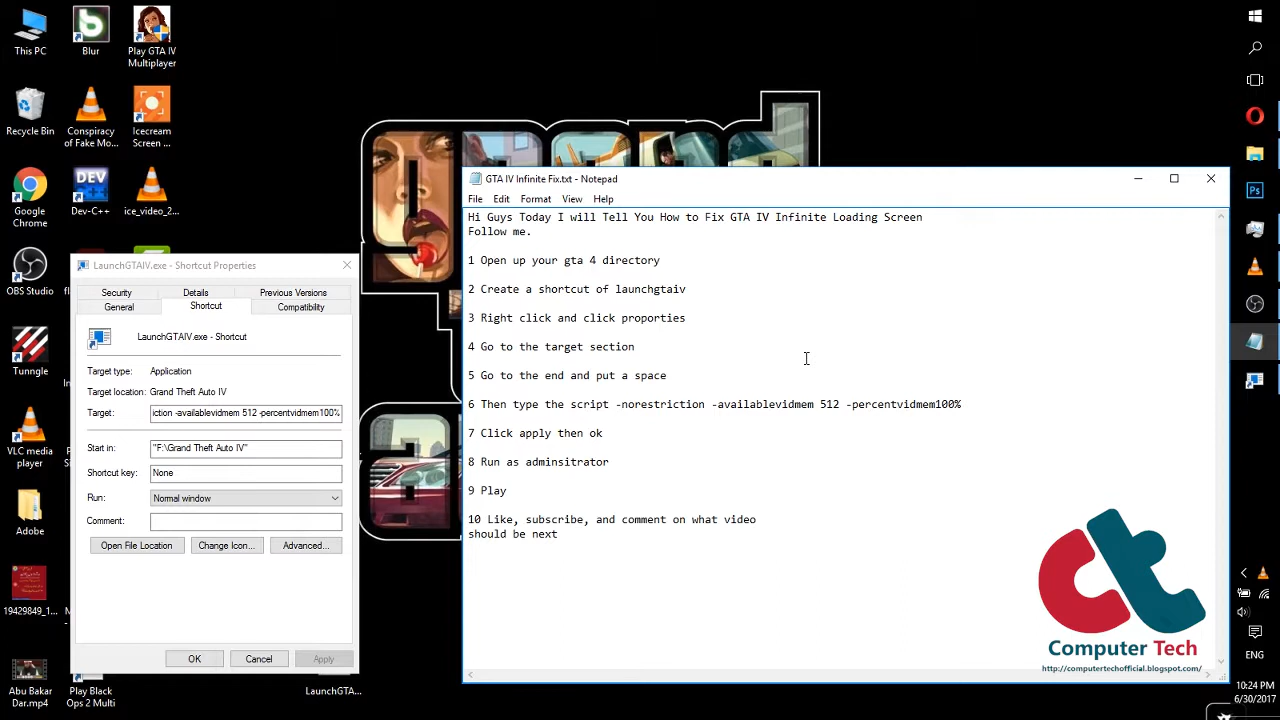 This PC
Blur
Play GTA IV
Multiplayer
Recycle Bin
Conspiracy
of Fake Mo...
Icecream
Screen ...
Google
Chrome
Dev-C++
ice_video_2...
OBS Studio
Tunngle
VLC media
player
Adobe
19429849_1...
Abu Bakar
Dar.mp4
Play Black
Ops 2 Multi
LaunchGTA...
LaunchGTAIV.exe - Shortcut Properties
Security
Details
Previous Versions
General
Shortcut
Compatibility
LaunchGTAIV.exe - Shortcut
Target type: Application
Target location: Grand Theft Auto IV
Target: iction -availablevidmem 512 -percentvidmem100%
Start in: "F:\Grand Theft Auto IV"
Shortcut key: None
Run: Normal window
Comment:
Open File Location
Change Icon...
Advanced...
OK
Cancel
Apply
GTA IV Infinite Fix.txt - Notepad
File Edit Format View Help
Hi Guys Today I will Tell You How to Fix GTA IV Infinite Loading Screen
Follow me.
1 Open up your gta 4 directory
2 Create a shortcut of launchgtaiv
3 Right click and click proporties
4 Go to the target section
5 Go to the end and put a space
6 Then type the script -norestriction -availablevidmem 512 -percentvidmem100%
7 Click apply then ok
8 Run as adminsitrator
9 Play
10 Like, subscribe, and comment on what video
should be next
ct
Computer Tech
http://computertechofficial.blogspot.com/
ENG
10:24 PM
6/30/2017